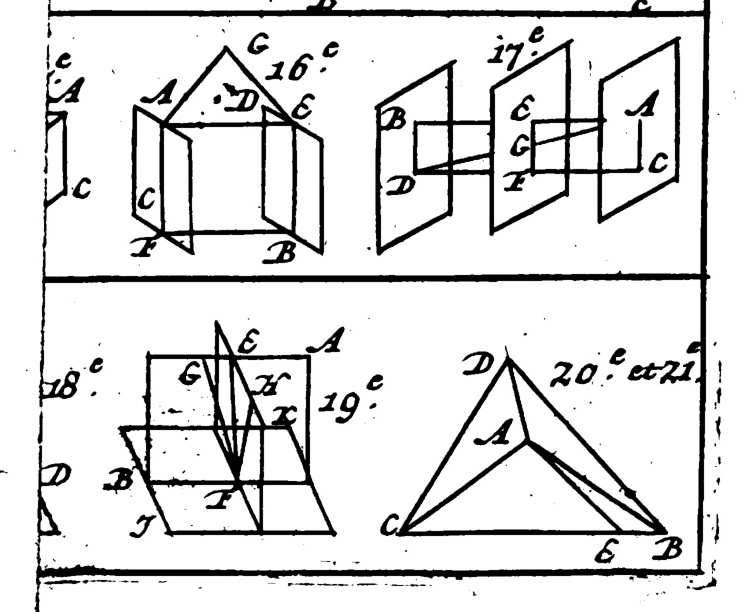 G
16.e
A D E
C
F B
17.e
B E A
G
D F C
e
A
C
18.e
D
E A
G H
K
19.e
B F
I
D
20.e et 21.e
A
C E B